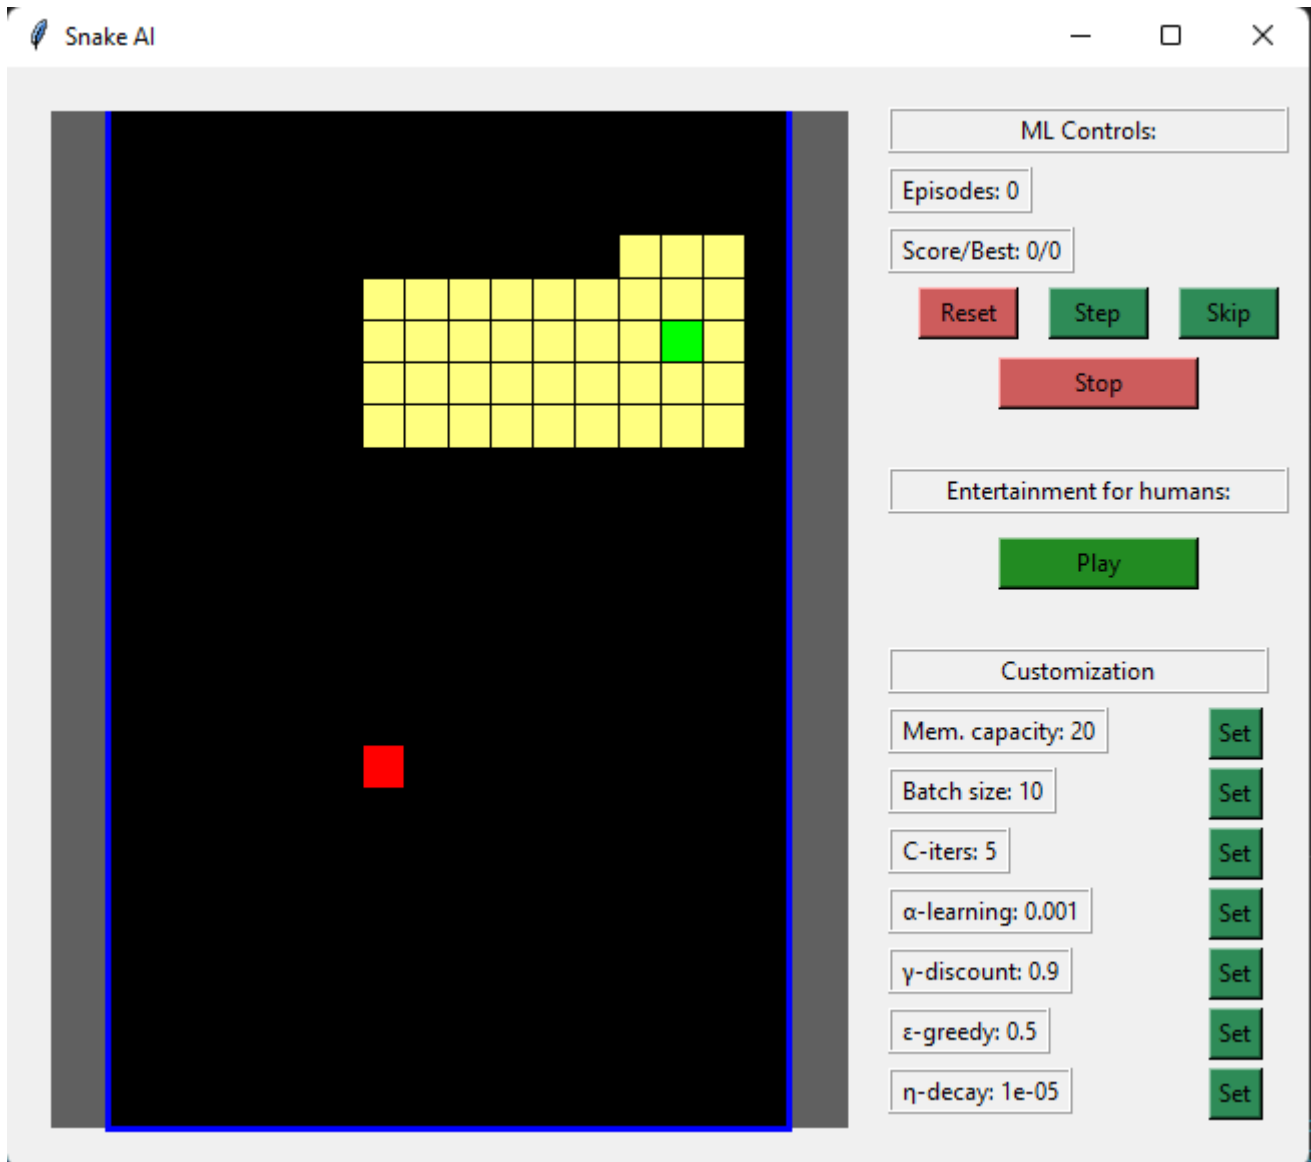 Snake AI
ML Controls:
Episodes: 0
Score/Best: 0/0
Reset Step Skip
Stop
Entertainment for humans:
Play
Customization
Mem. capacity: 20 Set
Batch size: 10 Set
C-iters: 5 Set
α-learning: 0.001 Set
γ-discount: 0.9 Set
ε-greedy: 0.5 Set
η-decay: 1e-05 Set